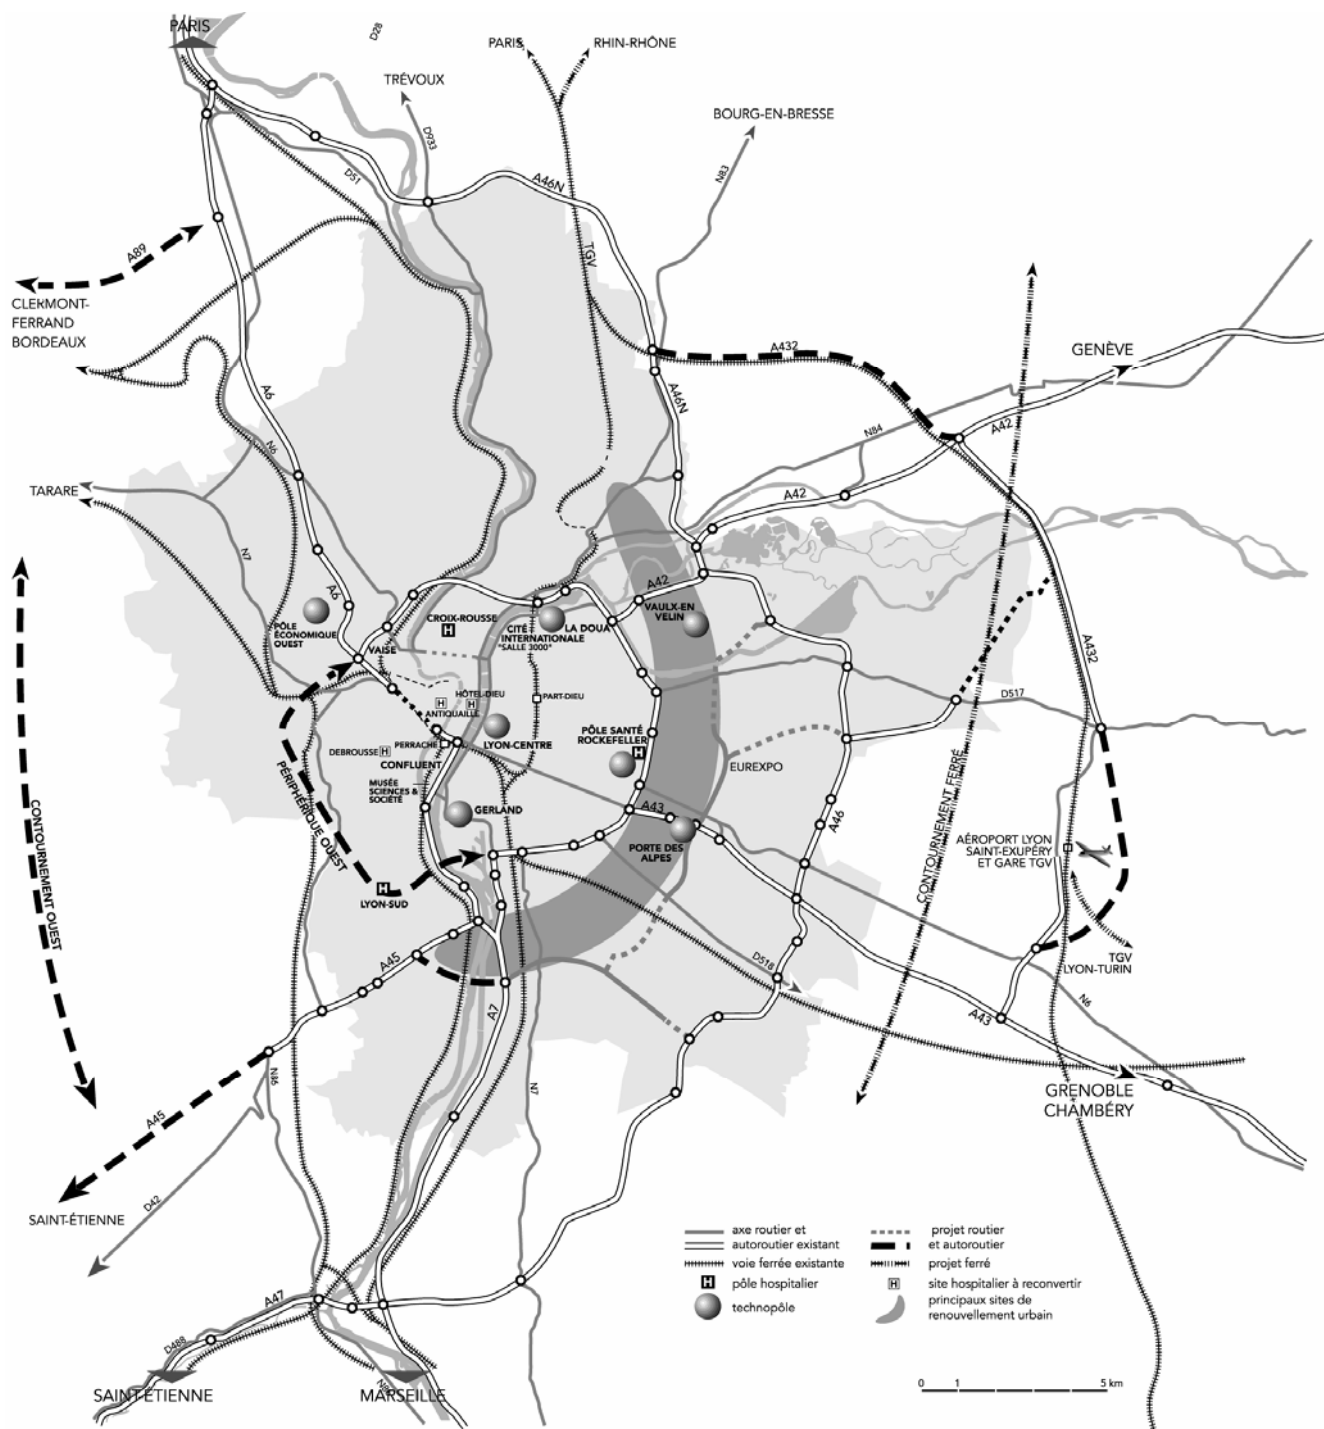 PARIS
D28
PARIS
RHIN-RHÔNE
TRÉVOUX
BOURG-EN-BRESSE
D933
N83
D51
A46N
TGV
A89
CLERMONT-
FERRAND
BORDEAUX
A432
GENÈVE
A6
A46N
A42
N6
N84
TARARE
A42
N7
A6
A42
CROIX-ROUSSE
VAULX-EN
VELIN
PÔLE
ÉCONOMIQUE
OUEST
CITÉ
INTERNATIONALE
"SALLE 3000"
LA DOUA
VAISE
A432
HÔTEL-DIEU
ANTIQUAILLE
PART-DIEU
D517
PERRACHE
LYON-CENTRE
PÔLE SANTÉ
ROCKEFELLER
DEBROUSSE
CONFLUENT
EUREXPO
MUSÉE
SCIENCES &
SOCIÉTÉ
PÉRIPHÉRIQUE OUEST
CONTOURNEMENT OUEST
CONTOURNEMENT FERRÉ
GERLAND
A43
A46
PORTE DES
ALPES
AÉROPORT LYON
SAINT-EXUPÉRY
ET GARE TGV
LYON-SUD
A45
D518
TGV
LYON-TURIN
N6
A7
A43
N86
N7
GRENOBLE
CHAMBÉRY
A45
D42
SAINT-ÉTIENNE
axe routier et
autoroutier existant
voie ferrée existante
pôle hospitalier
technopôle
projet routier
et autoroutier
projet ferré
site hospitalier à reconvertir
principaux sites de
renouvellement urbain
A47
D488
SAINT-ÉTIENNE
MARSEILLE
0 1 5 km